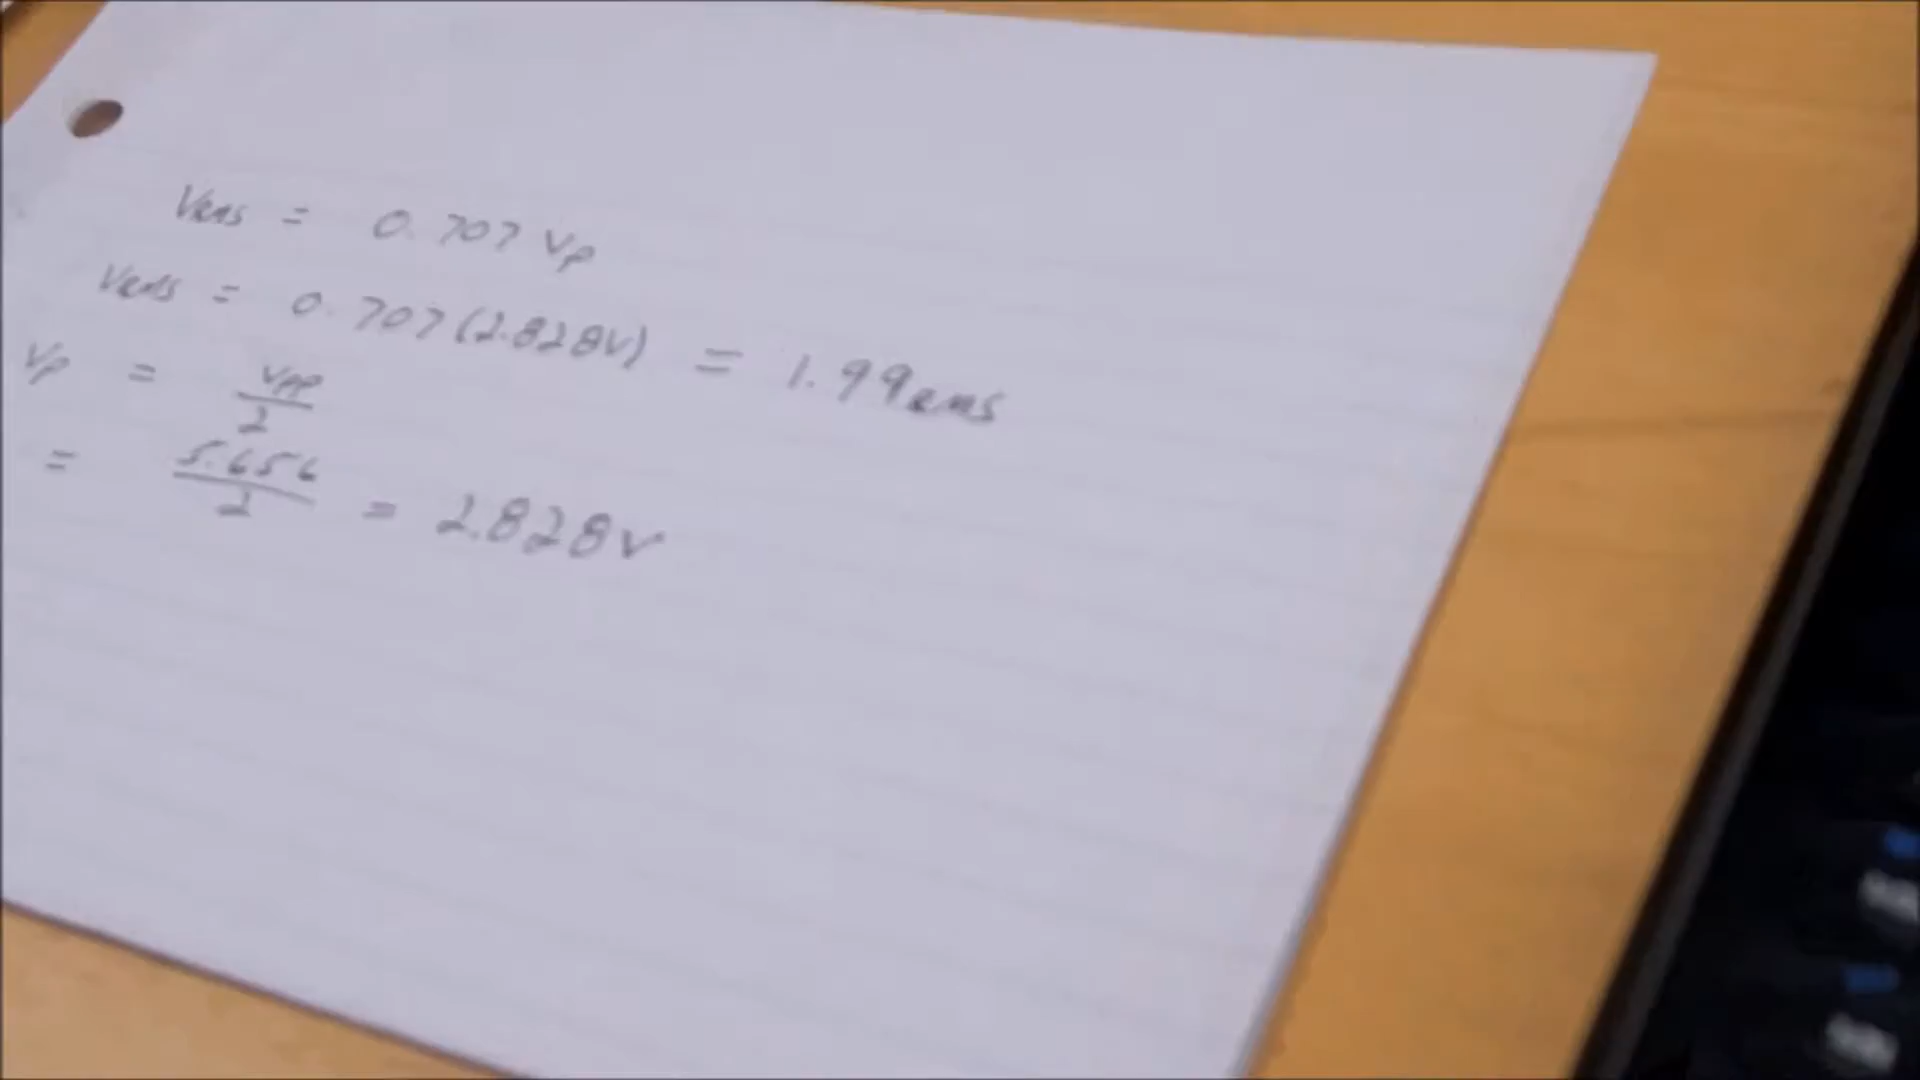 VRMS = 0.707 Vp
VRMS = 0.707 (2.828V) = 1.99RMS
Vp = VPP / 2
= 5.656 / 2 = 2.828V